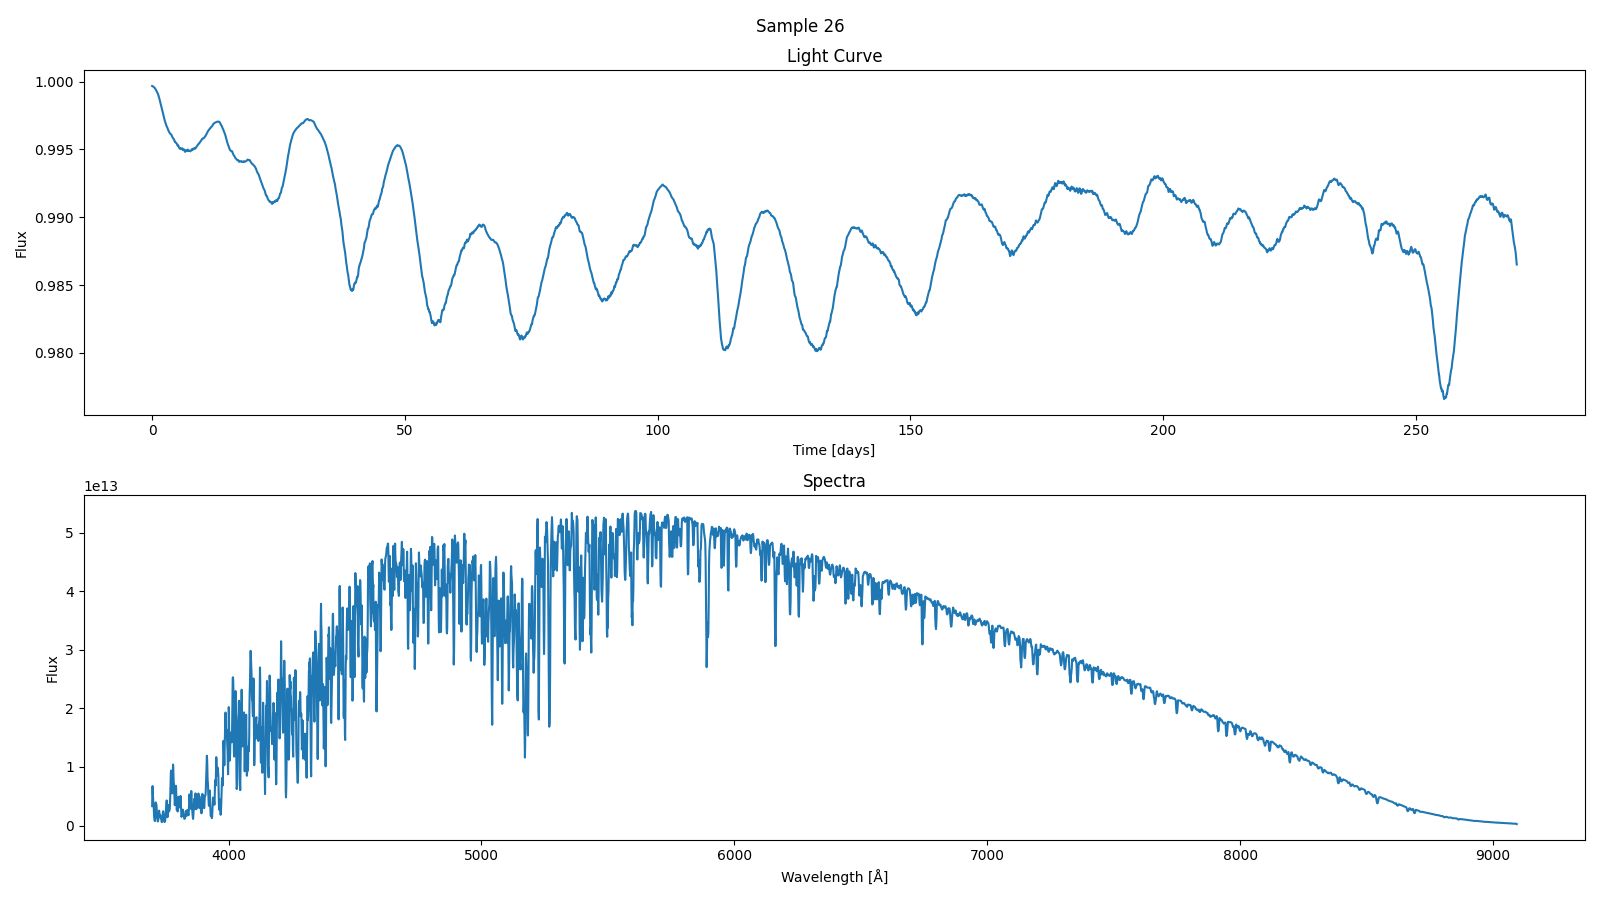 Sample 26
Light Curve
1.000
0.995
0.990
0.985
0.980
Flux
0 50 100 150 200 250
Time [days]
Spectra
1e13
5
4
3
2
1
0
Flux
4000 5000 6000 7000 8000 9000
Wavelength [Å]